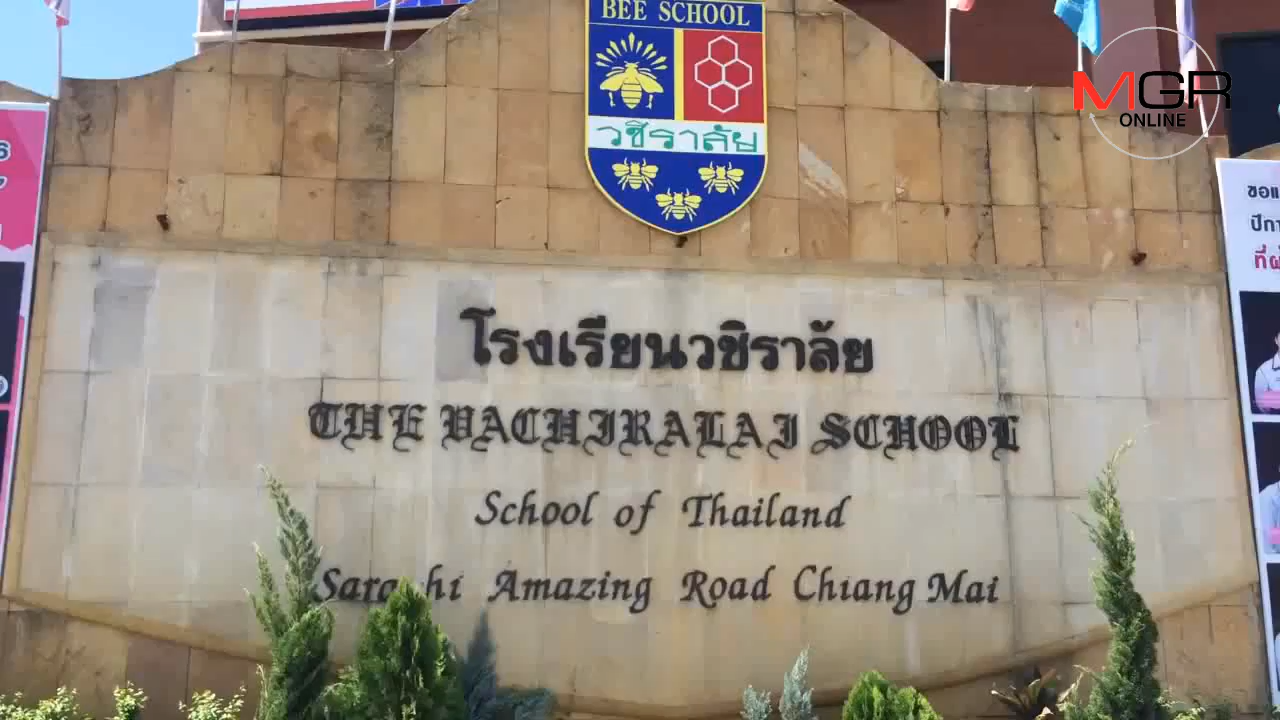 BEE SCHOOL
วชิราลัย
MGR
ONLINE
โรงเรียนวชิราลัย
THE VACHIRALAI SCHOOL
School of Thailand
Amazing Road Chiang Mai